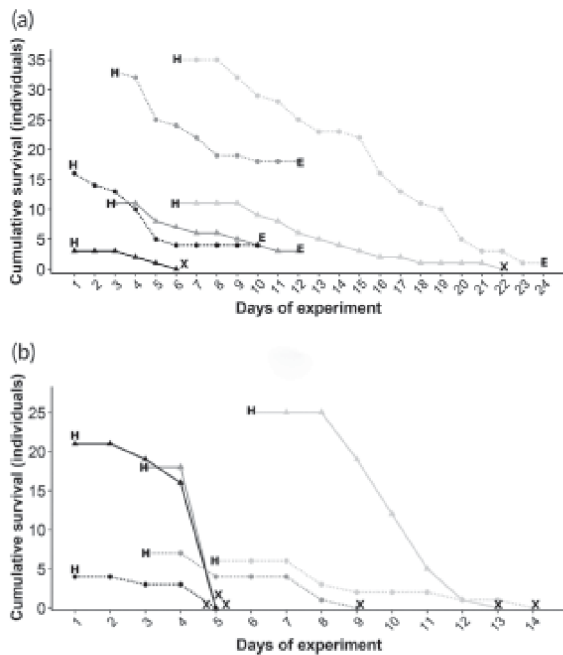 (a)
Cumulative survival (individuals)
35
30
25
20
15
10
5
0
H
H
H
H
H
H
E
E
E
X
X
E
1 2 3 4 5 6 7 8 9 10 11 12 13 14 15 16 17 18 19 20 21 22 23 24
Days of experiment
(b)
Cumulative survival (individuals)
25
20
15
10
5
0
H
H
H
H
H
H
X
X
X
X
X
X
1 2 3 4 5 6 7 8 9 10 11 12 13 14
Days of experiment